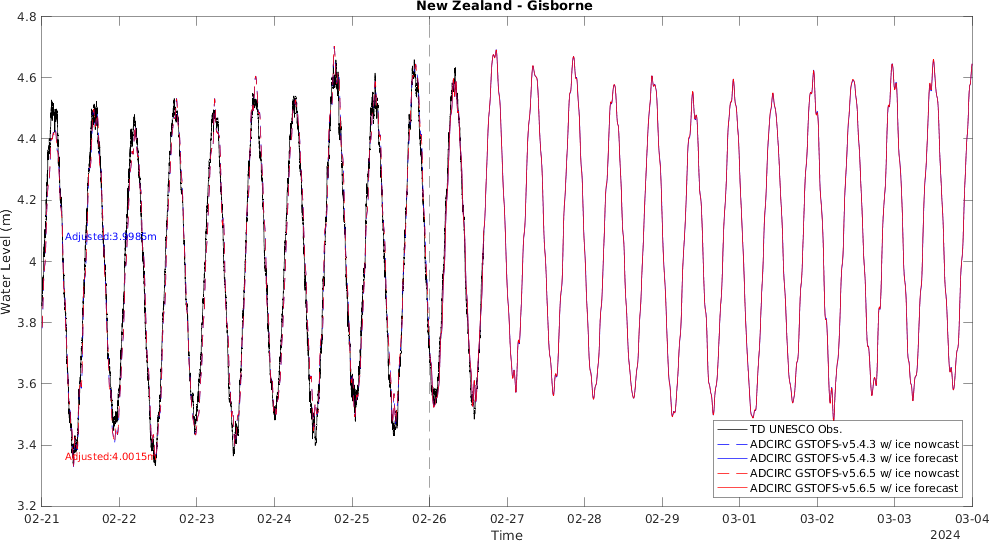 New Zealand - Gisborne
4.8
4.6
4.4
4.2
4
3.8
3.6
3.4
3.2
Water Level (m)
Adjusted:3.9985m
Adjusted:4.0015m
TD UNESCO Obs.
ADCIRC GSTOFS-v5.4.3 w/ ice nowcast
ADCIRC GSTOFS-v5.4.3 w/ ice forecast
ADCIRC GSTOFS-v5.6.5 w/ ice nowcast
ADCIRC GSTOFS-v5.6.5 w/ ice forecast
02-21 02-22 02-23 02-24 02-25 02-26 02-27 02-28 02-29 03-01 03-02 03-03 03-04
Time
2024